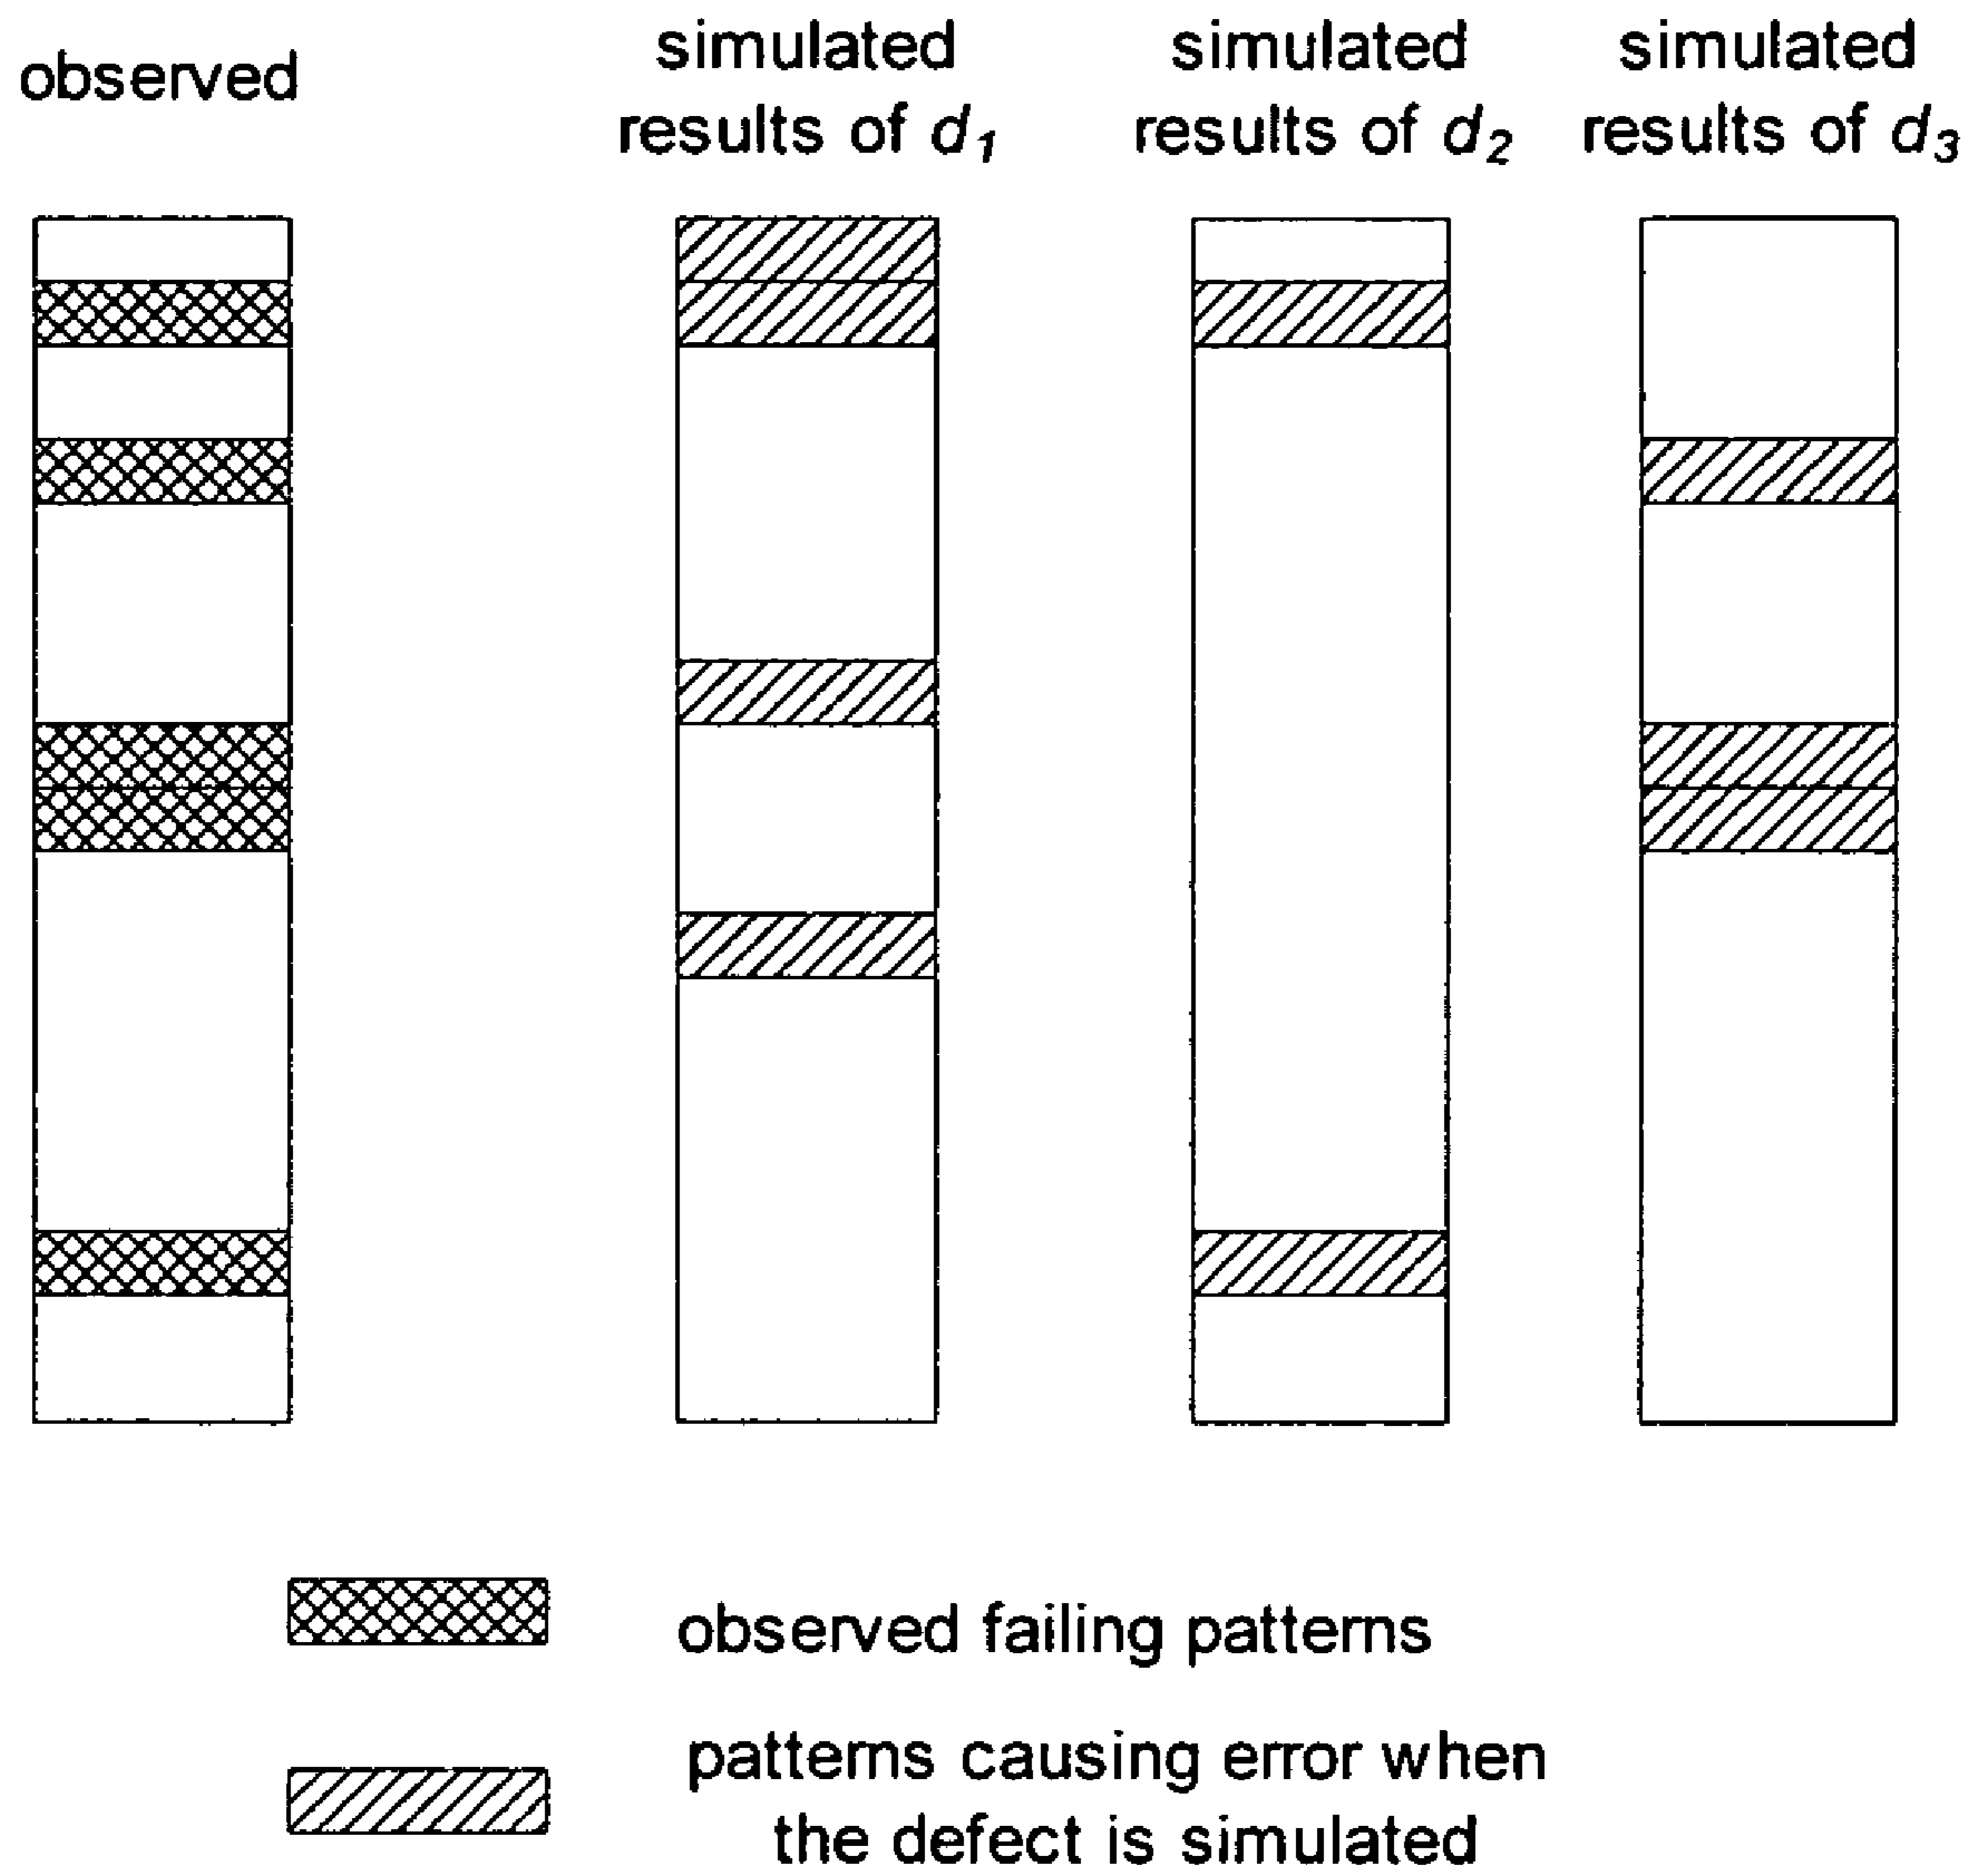 observed
simulated
results of d1
simulated
results of d2
simulated
results of d3
observed failing patterns
patterns causing error when
the defect is simulated